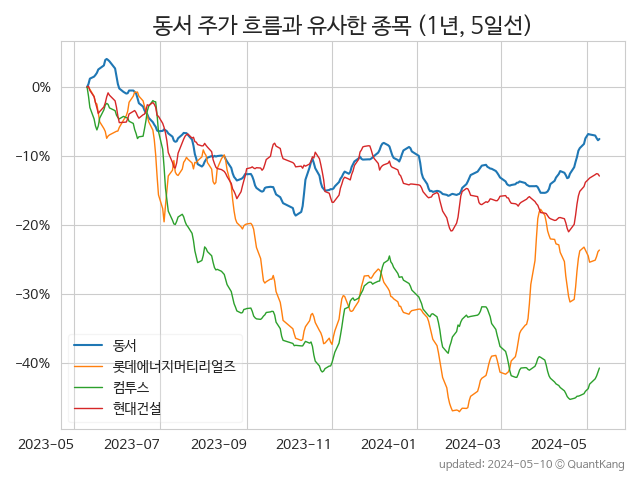 동서 주가 흐름과 유사한 종목 (1년, 5일선)
0%
−10%
−20%
−30%
−40%
동서
롯데에너지머티리얼즈
컴투스
현대건설
2023-05
2023-07
2023-09
2023-11
2024-01
2024-03
2024-05
updated: 2024-05-10 © QuantKang